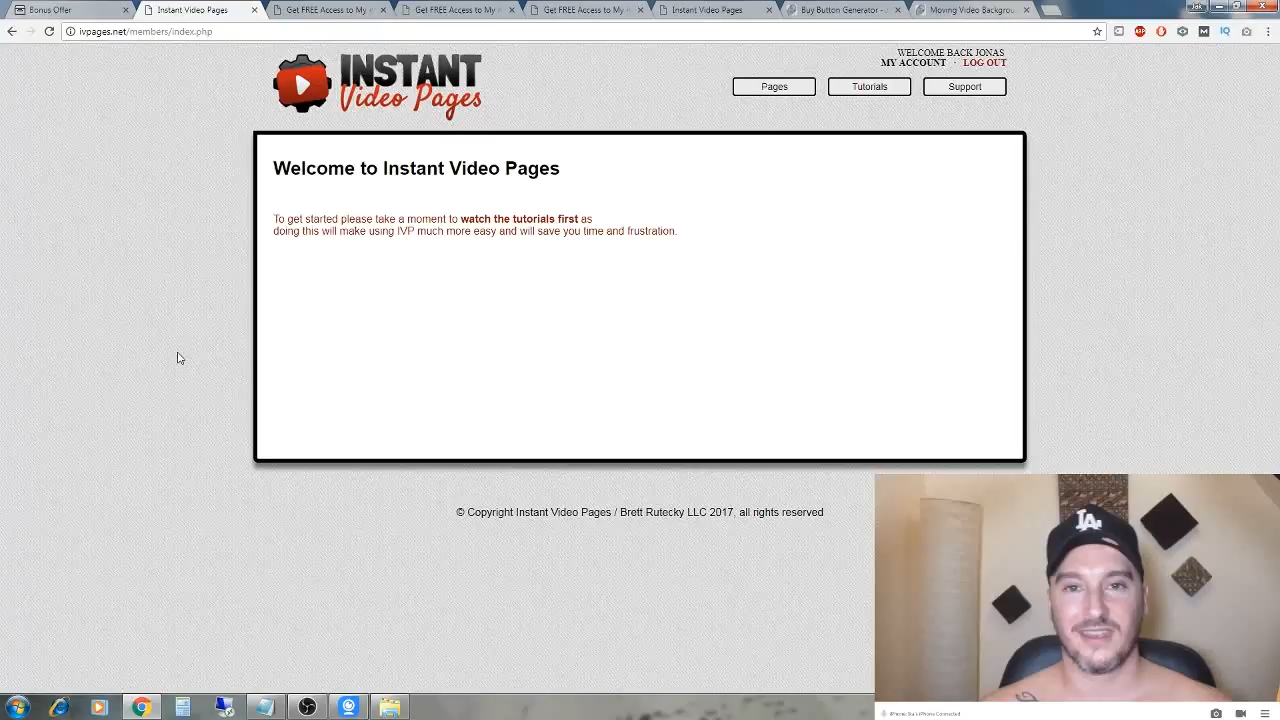 Bonus Offer
Instant Video Pages
Get FREE Access to My
Get FREE Access to My
Get FREE Access to My
Instant Video Pages
Buy Button Generator -
Moving Video Backgrou
Jok
ivpages.net/members/index.php
INSTANT
Video Pages
WELCOME BACK JONAS
MY ACCOUNT · LOG OUT
Pages
Tutorials
Support
Welcome to Instant Video Pages
To get started please take a moment to watch the tutorials first as
doing this will make using IVP much more easy and will save you time and frustration.
© Copyright Instant Video Pages / Brett Rutecky LLC 2017, all rights reserved
LA